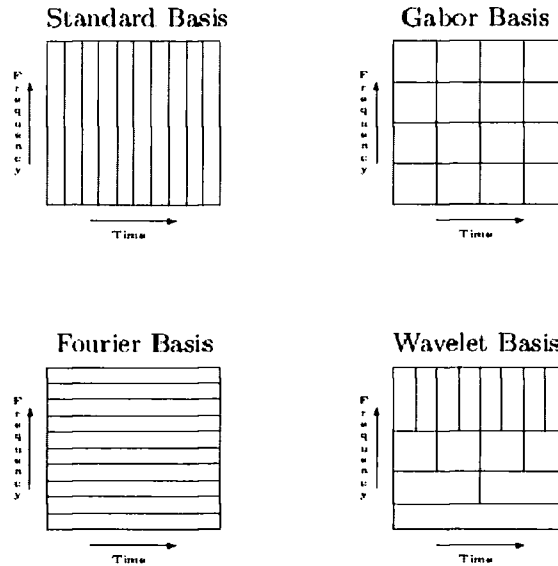 Standard Basis
Frequency
Time
Gabor Basis
Frequency
Time
Fourier Basis
Frequency
Time
Wavelet Basis
Frequency
Time